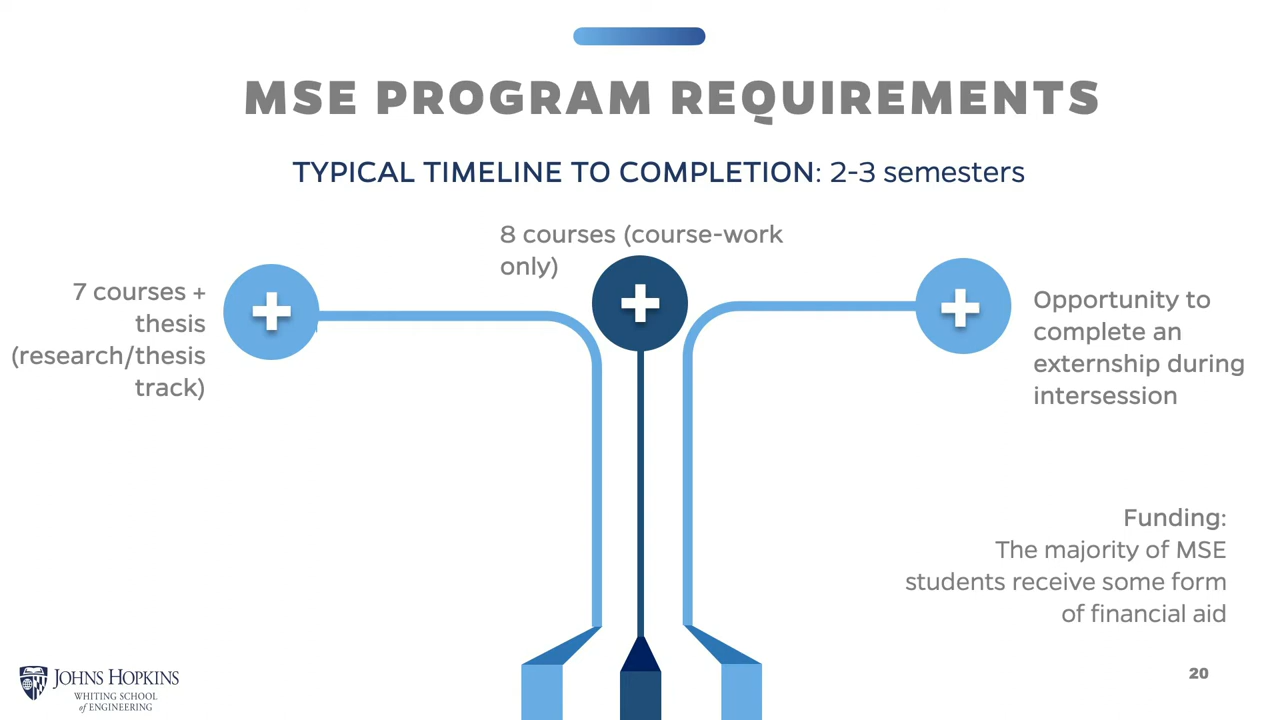 MSE PROGRAM REQUIREMENTS
TYPICAL TIMELINE TO COMPLETION: 2-3 semesters
7 courses +
thesis
(research/thesis
track)
8 courses (course-work
only)
Opportunity to
complete an
externship during
intersession
Funding:
The majority of MSE
students receive some form
of financial aid
JOHNS HOPKINS
WHITING SCHOOL
of ENGINEERING
20